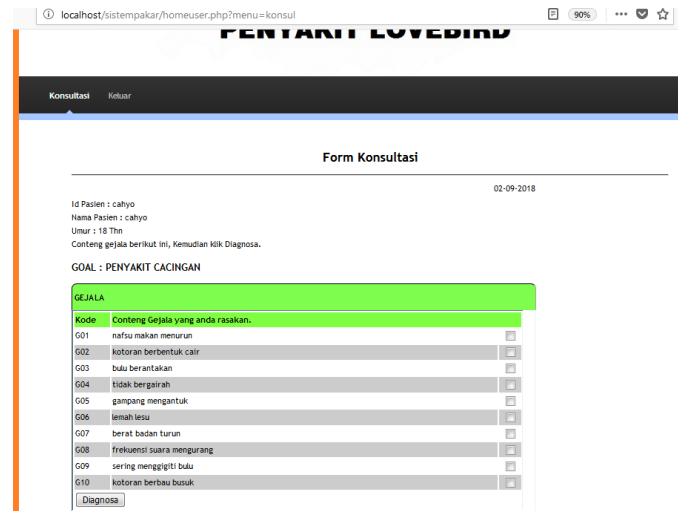 localhost/sistempakar/homeuser.php?menu=konsul 90%
PENYAKIT LOVEBIRD
Konsultasi Keluar
Form Konsultasi
02-09-2018
Id Pasien : cahyo
Nama Pasien : cahyo
Umur : 18 Thn
Conteng gejala berikut ini, Kemudian klik Diagnosa.
GOAL : PENYAKIT CACINGAN
GEJALA
Kode Conteng Gejala yang anda rasakan.
G01 nafsu makan menurun
G02 kotoran berbentuk cair
G03 bulu berantakan
G04 tidak bergairah
G05 gampang mengantuk
G06 lemah lesu
G07 berat badan turun
G08 frekuensi suara mengurang
G09 sering menggigiti bulu
G10 kotoran berbau busuk
Diagnosa